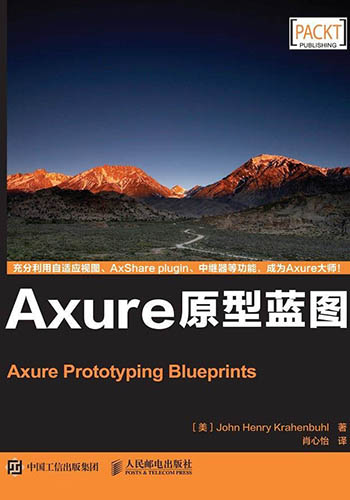 PACKT
PUBLISHING
充分利用自适应视图、AxShare plugin、中继器等功能，成为Axure大师！
Axure原型蓝图
Axure Prototyping Blueprints
［美］John Henry Krahenbuhl 著
肖心怡 译
中国工信出版集团
人民邮电出版社
POSTS & TELECOM PRESS